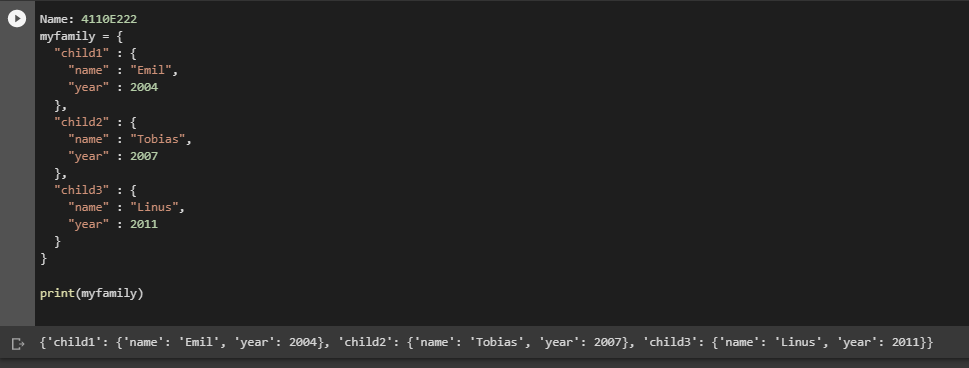 Name: 4110E222
myfamily = {
  "child1" : {
    "name" : "Emil",
    "year" : 2004
  },
  "child2" : {
    "name" : "Tobias",
    "year" : 2007
  },
  "child3" : {
    "name" : "Linus",
    "year" : 2011
  }
}

print(myfamily)
{'child1': {'name': 'Emil', 'year': 2004}, 'child2': {'name': 'Tobias', 'year': 2007}, 'child3': {'name': 'Linus', 'year': 2011}}